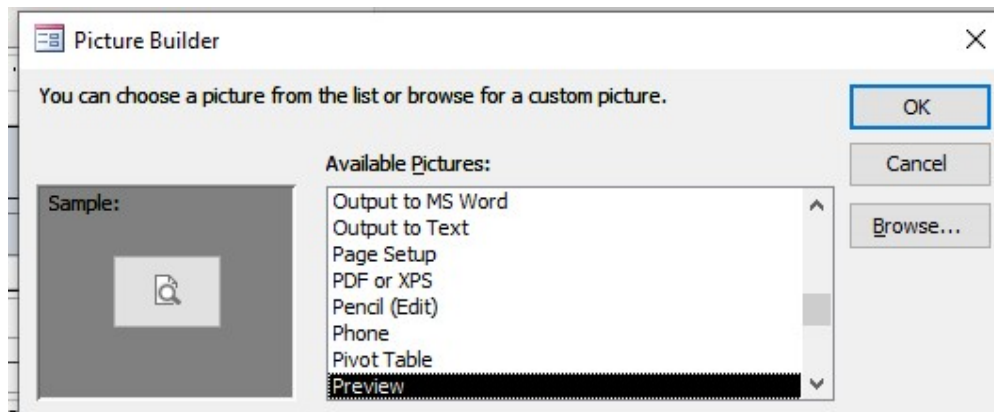 Picture Builder
You can choose a picture from the list or browse for a custom picture.
OK
Available Pictures:
Cancel
Sample:
Output to MS Word
Output to Text
Browse...
Page Setup
PDF or XPS
Pencil (Edit)
Phone
Pivot Table
Preview